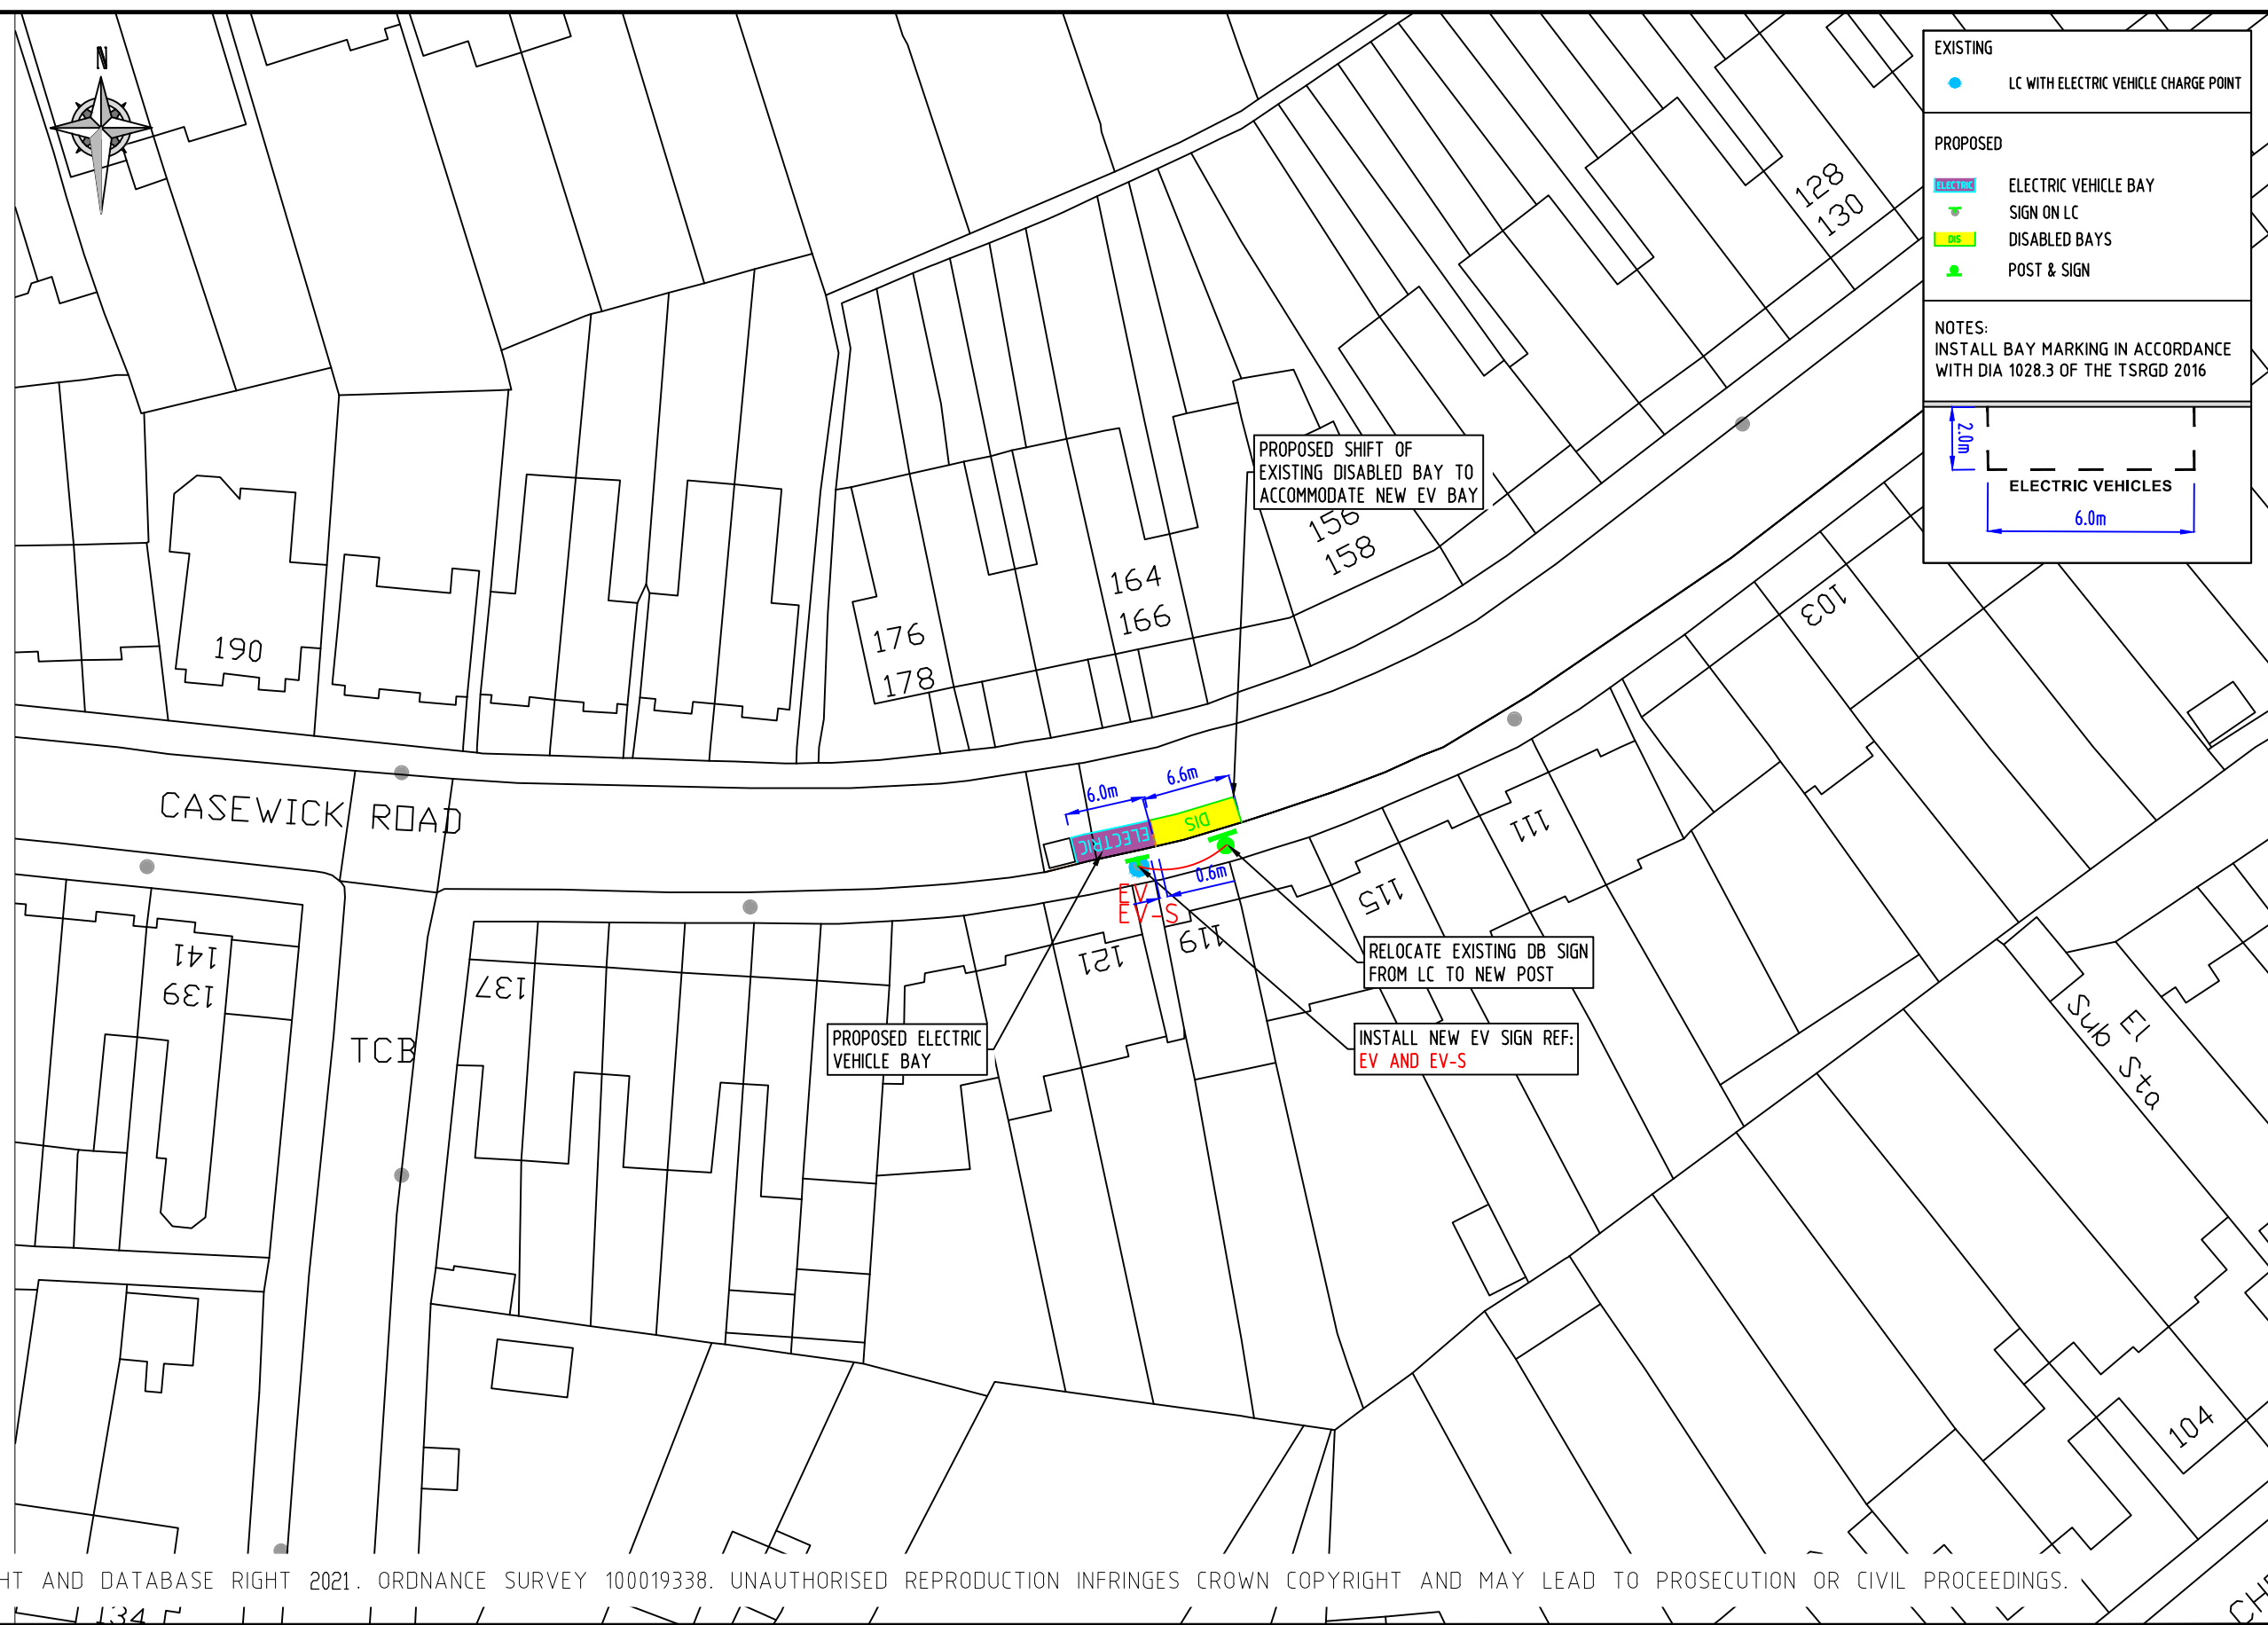 N
EXISTING
LC WITH ELECTRIC VEHICLE CHARGE POINT
PROPOSED
ELECTRIC
ELECTRIC VEHICLE BAY
SIGN ON LC
DIS
DISABLED BAYS
POST & SIGN
NOTES:
INSTALL BAY MARKING IN ACCORDANCE
WITH DIA 1028.3 OF THE TSRGD 2016
2.0m
ELECTRIC VEHICLES
6.0m
128
130
PROPOSED SHIFT OF
EXISTING DISABLED BAY TO
ACCOMMODATE NEW EV BAY
156
158
164
166
176
178
190
103
CASEWICK ROAD
6.0m
6.6m
ELECTRIC
DIS
0.6m
EV
EV-S
111
115
119
121
141
139
137
RELOCATE EXISTING DB SIGN
FROM LC TO NEW POST
PROPOSED ELECTRIC
VEHICLE BAY
INSTALL NEW EV SIGN REF:
EV AND EV-S
TCB
El
Sub Sta
104
HT AND DATABASE RIGHT 2021. ORDNANCE SURVEY 100019338. UNAUTHORISED REPRODUCTION INFRINGES CROWN COPYRIGHT AND MAY LEAD TO PROSECUTION OR CIVIL PROCEEDINGS.
134